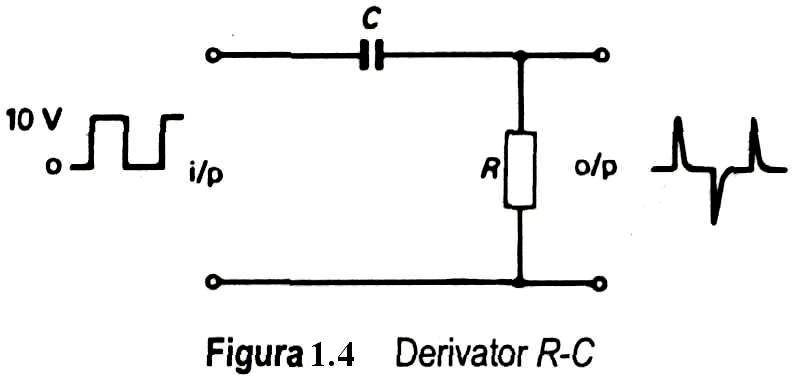 C
10 V
o
i/p
R
o/p
Figura 1.4 Derivator R-C